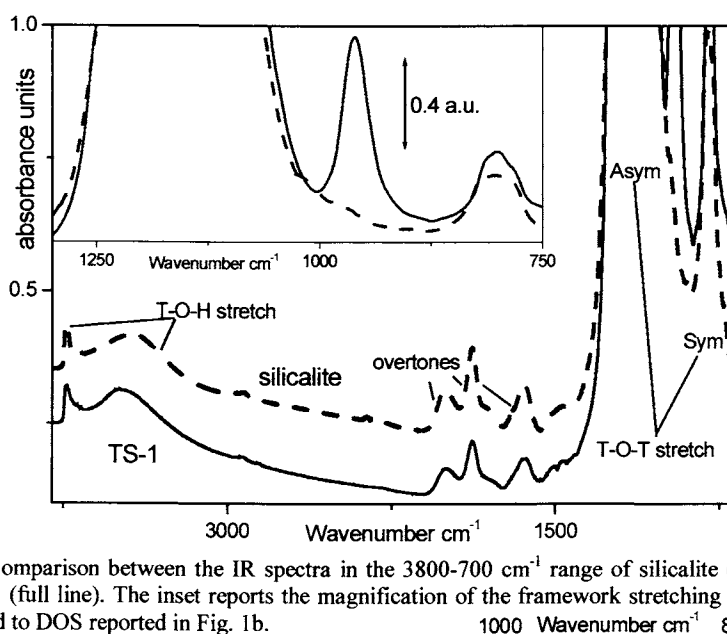 1.0
absorbance units
0.5
0.4 a.u.
1250
Wavenumber cm-1
1000
750
Asym
Sym
T-O-T stretch
T-O-H stretch
silicalite
overtones
TS-1
3000
Wavenumber cm-1
1500
omparison between the IR spectra in the 3800-700 cm-1 range of silicalite
(full line). The inset reports the magnification of the framework stretching
d to DOS reported in Fig. 1b.
1000 Wavenumber cm-1 8